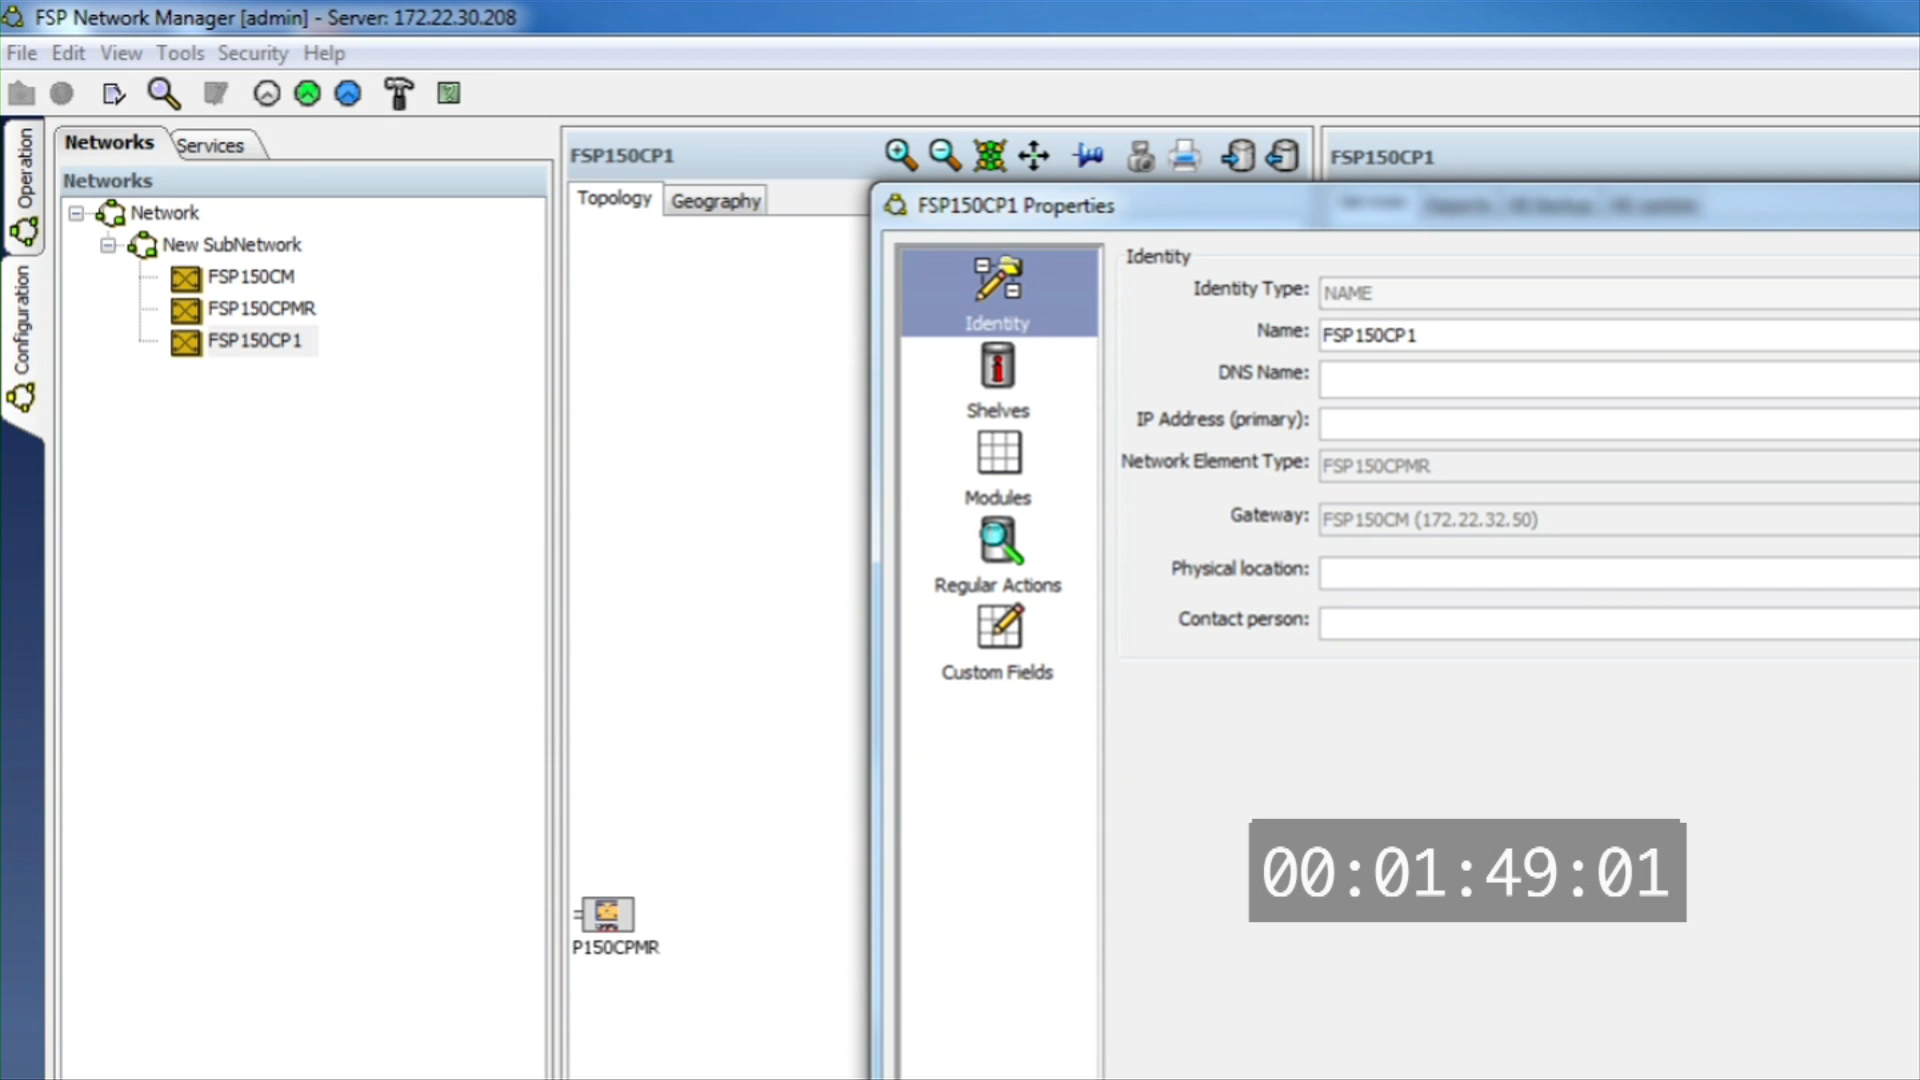 FSP Network Manager [admin] - Server: 172.22.30.208
File Edit View Tools Security Help
Operation
Configuration
Networks Services
Networks
Network
New SubNetwork
FSP150CM
FSP150CPMR
FSP150CP1
FSP150CP1
Topology Geography
P150CPMR
FSP150CP1
FSP150CP1 Properties
Identity
Shelves
Modules
Regular Actions
Custom Fields
Identity
Identity Type: NAME
Name: FSP150CP1
DNS Name:
IP Address (primary):
Network Element Type: FSP150CPMR
Gateway: FSP150CM (172.22.32.50)
Physical location:
Contact person:
00:01:49:01